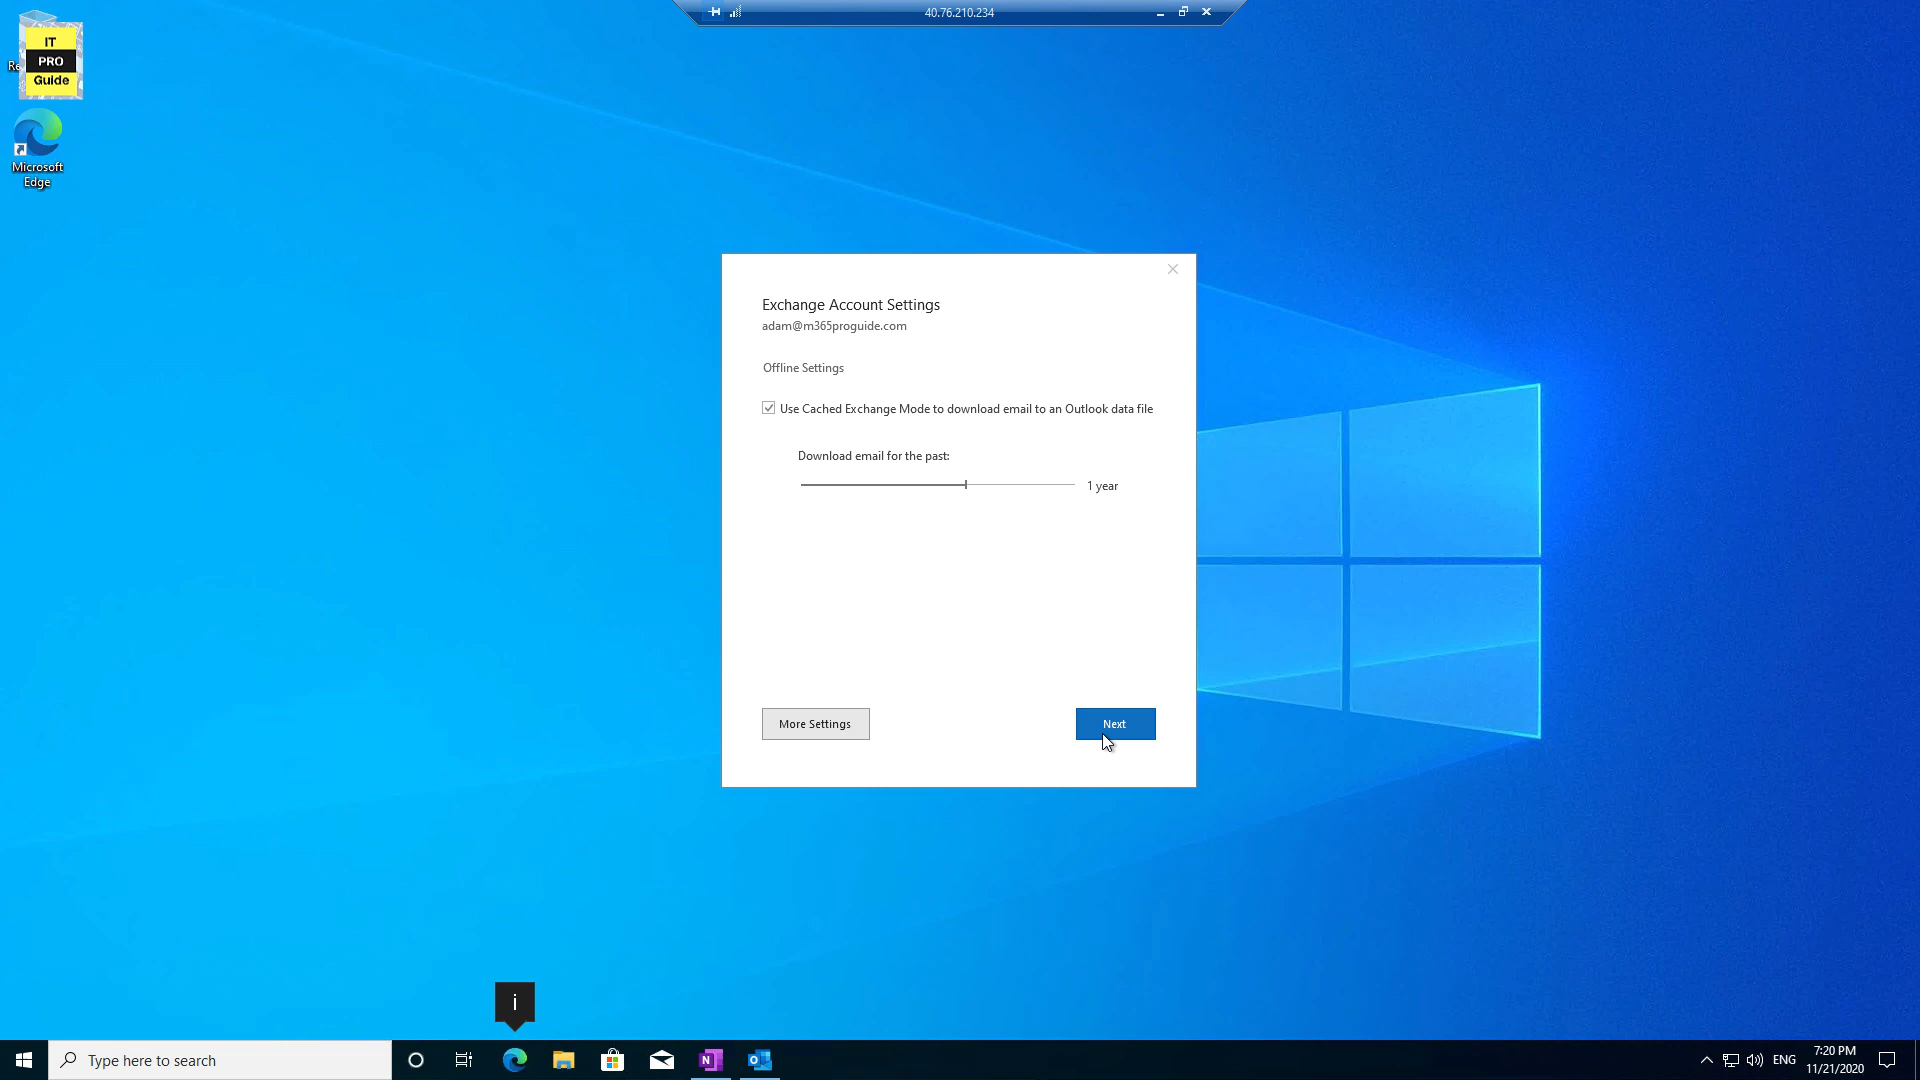 40.76.210.234
IT
PRO
Guide
Re
Microsoft
Edge
Exchange Account Settings
adam@m365proguide.com
Offline Settings
Use Cached Exchange Mode to download email to an Outlook data file
Download email for the past:
1 year
More Settings
Next
i
Type here to search
N
ENG
7:20 PM
11/21/2020